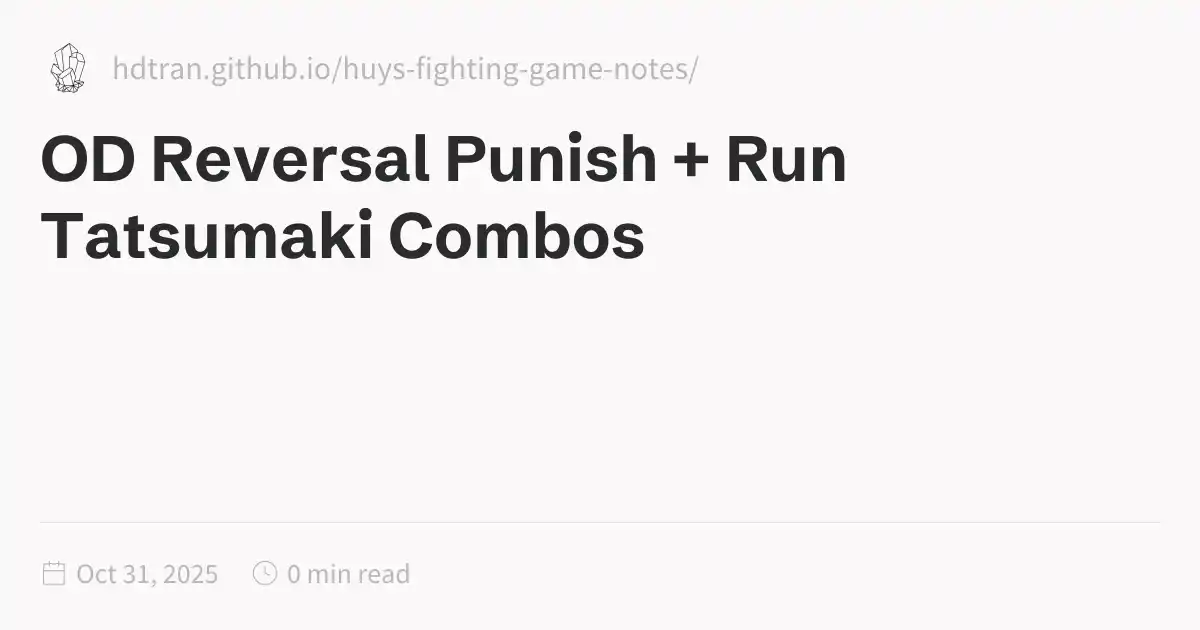 hdtran.github.io/huys-fighting-game-notes/
OD Reversal Punish + Run
Tatsumaki Combos
Oct 31, 2025
0 min read